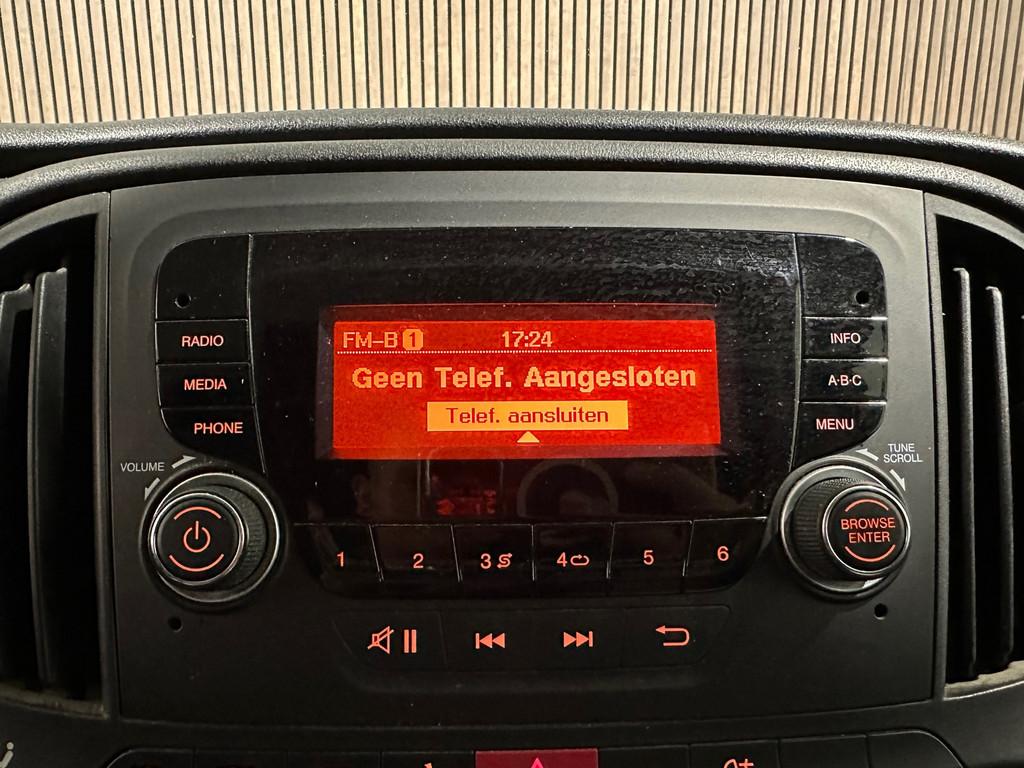 FM-B 1 17:24
Geen Telef. Aangesloten
Telef. aansluiten
RADIO
MEDIA
PHONE
INFO
A·B·C
MENU
VOLUME
TUNE
SCROLL
BROWSE
ENTER
1 2 3 4 5 6